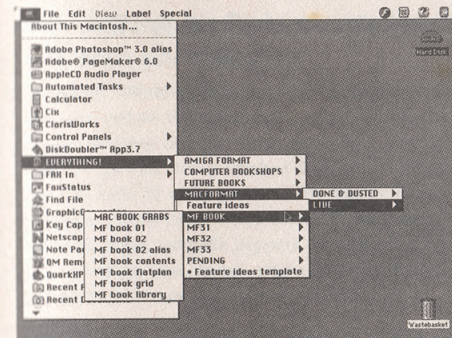 File Edit View Label Special
About This Macintosh...
Adobe Photoshop™ 3.0 alias
Adobe® PageMaker® 6.0
AppleCD Audio Player
Automated Tasks
Calculator
Cix
ClarisWorks
Control Panels
DiskDoubler™ App3.7
EVERYTHING!
FAX In
FaxStatus
Find File
Graphic
Key Cap
Netscap
Note Pa
QM Rem
QuarkXP
Recent
Recent D
AMIGA FORMAT
COMPUTER BOOKSHOPS
FUTURE BOOKS
MACFORMAT
Feature ideas
MF BOOK
MF31
MF32
MF33
PENDING
• Feature ideas template
DONE & DUSTED
LIVE
MAC BOOK GRABS
MF book 01
MF book 02
MF book 02 alias
MF book contents
MF book flatplan
MF book grid
MF book library
Hard Disk
Wastebasket